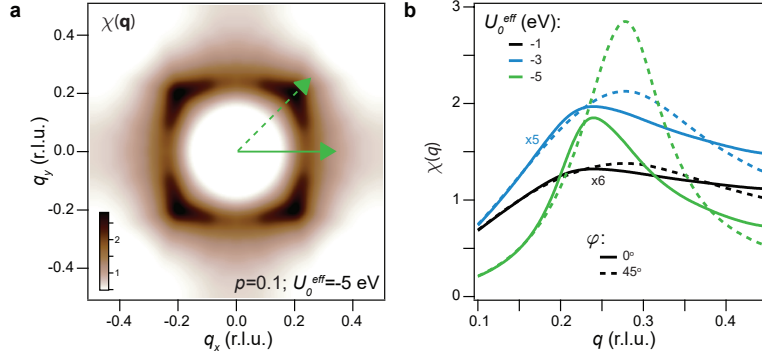 a
χ(q)
q_y (r.l.u.)
0.4
0.2
0.0
-0.2
-0.4
2
1
p=0.1; U_0^eff=-5 eV
-0.4 -0.2 0.0 0.2 0.4
q_x (r.l.u.)
b
U_0^eff (eV):
-1
-3
-5
χ(q)
3
2
1
0
x5
x6
φ:
0°
45°
0.1 0.2 0.3 0.4
q (r.l.u.)